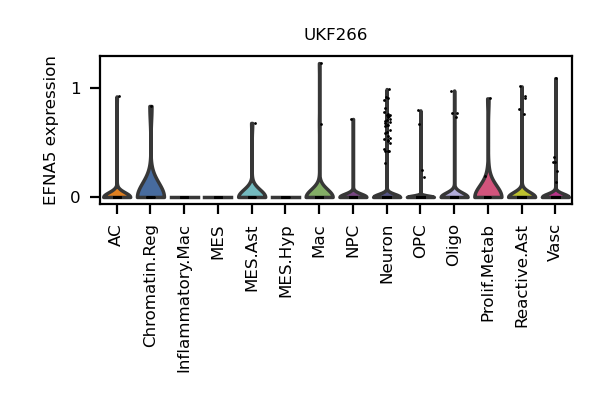 UKF266
EFNA5 expression
1
0
AC
Chromatin.Reg
Inflammatory.Mac
MES
MES.Ast
MES.Hyp
Mac
NPC
Neuron
OPC
Oligo
Prolif.Metab
Reactive.Ast
Vasc